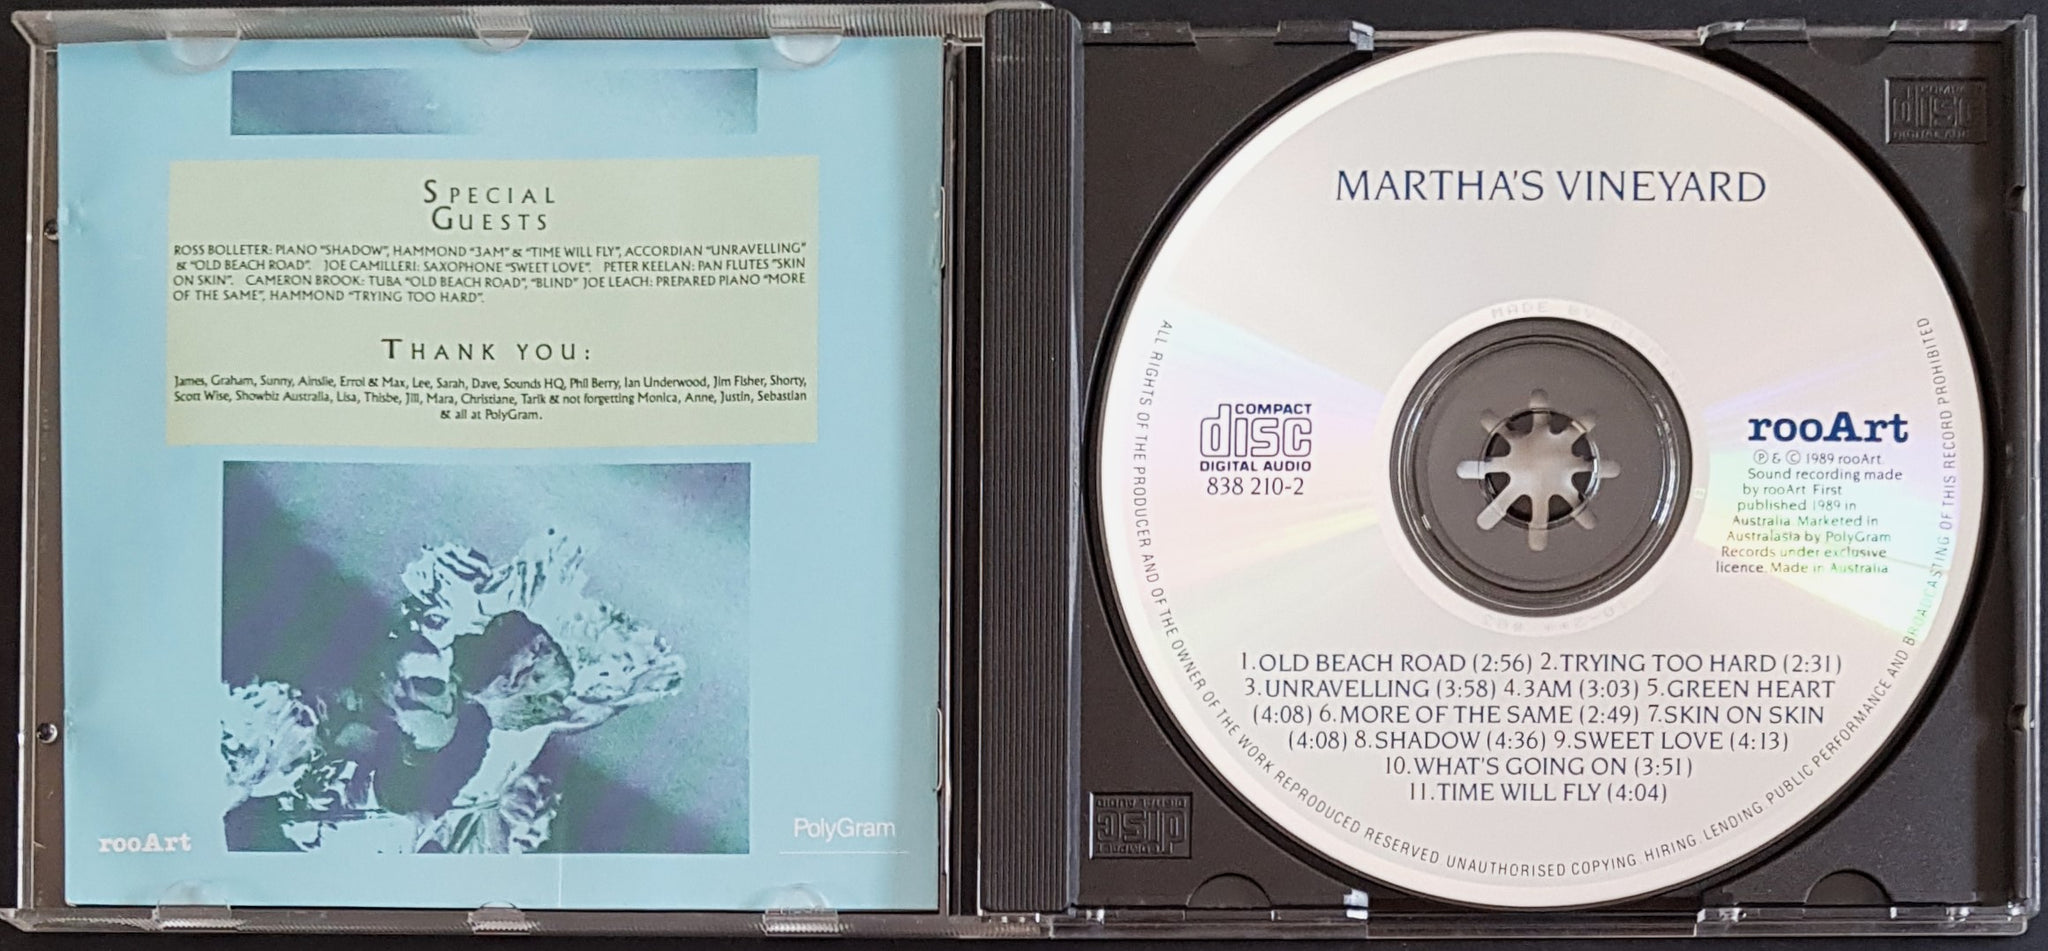 SPECIAL
GUESTS
ROSS BOLLETER: PIANO "SHADOW", HAMMOND "3AM" & "TIME WILL FLY", ACCORDIAN "UNRAVELLING"
& "OLD BEACH ROAD". JOE CAMILLERI: SAXOPHONE "SWEET LOVE". PETER KEELAN: PAN FLUTES "SKIN
ON SKIN". CAMERON BROOK: TUBA "OLD BEACH ROAD", "BLIND" JOE LEACH: PREPARED PIANO "MORE
OF THE SAME", HAMMOND "TRYING TOO HARD".
THANK YOU:
James, Graham, Sunny, Ainslie, Errol & Max, Lee, Sarah, Dave, Sounds HQ, Phil Berry, Ian Underwood, Jim Fisher, Shorty,
Scott Wise, Showbiz Australia, Lisa, Thisbe, Jill, Mara, Christiane, Tarik & not forgetting Monica, Anne, Justin, Sebastian
& all at PolyGram.
rooArt
PolyGram
MARTHA'S VINEYARD
COMPACT
disc
DIGITAL AUDIO
838 210-2
rooArt
Ⓟ & © 1989 rooArt.
Sound recording made
by rooArt First
published 1989 in
Australia. Marketed in
Australasia by PolyGram
Records under exclusive
licence. Made in Australia
1.OLD BEACH ROAD (2:56) 2.TRYING TOO HARD (2:31)
3.UNRAVELLING (3:58) 4.3AM (3:03) 5.GREEN HEART
(4:08) 6.MORE OF THE SAME (2:49) 7.SKIN ON SKIN
(4:08) 8.SHADOW (4:36) 9.SWEET LOVE (4:13)
10.WHAT'S GOING ON (3:51)
11.TIME WILL FLY (4:04)
ALL RIGHTS OF THE PRODUCER AND OF THE OWNER OF THE WORK REPRODUCED RESERVED UNAUTHORISED COPYING, HIRING, LENDING, PUBLIC PERFORMANCE AND BROADCASTING OF THIS RECORD PROHIBITED
MADE BY
COMPACT
disc
DIGITAL AUDIO
COMPACT
disc
DIGITAL AUDIO